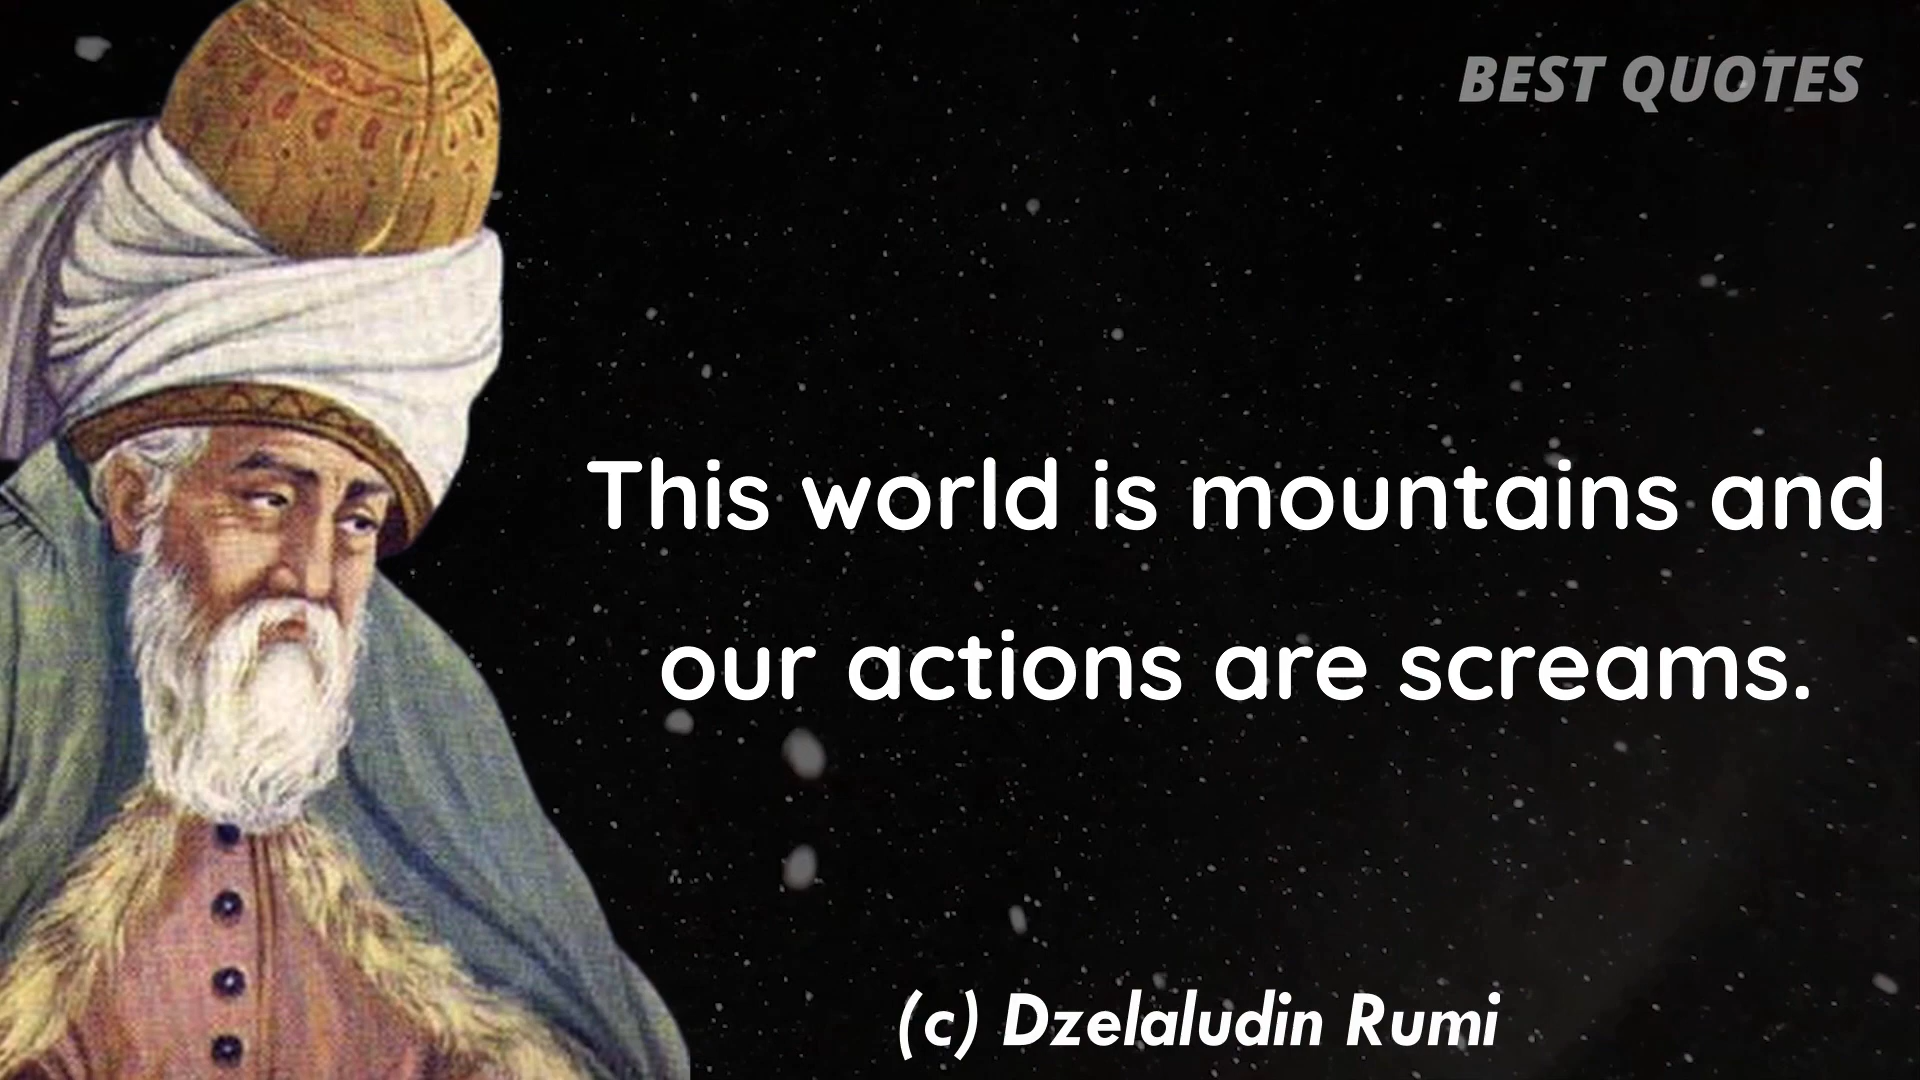 BEST QUOTES
This world is mountains and
our actions are screams.
(c) Dzelaludin Rumi